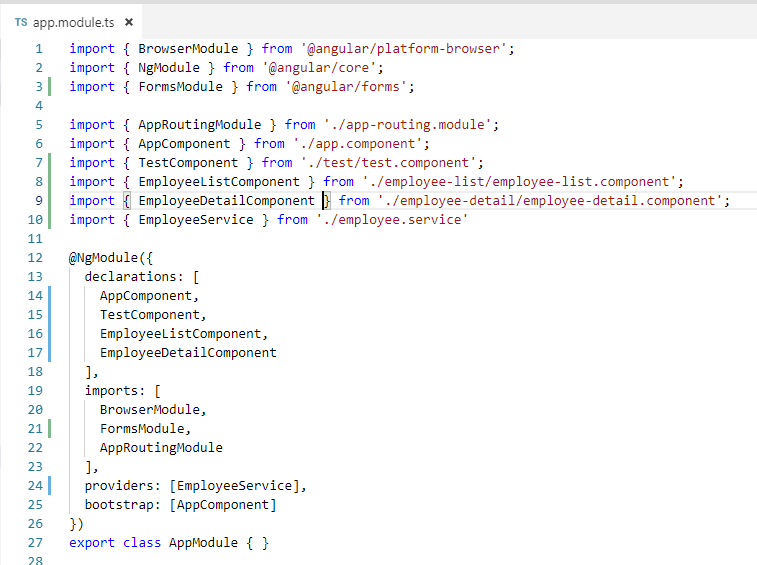 TS app.module.ts ×
1 import { BrowserModule } from '@angular/platform-browser';
2 import { NgModule } from '@angular/core';
3 import { FormsModule } from '@angular/forms';
4
5 import { AppRoutingModule } from './app-routing.module';
6 import { AppComponent } from './app.component';
7 import { TestComponent } from './test/test.component';
8 import { EmployeeListComponent } from './employee-list/employee-list.component';
9 import { EmployeeDetailComponent } from './employee-detail/employee-detail.component';
10 import { EmployeeService } from './employee.service'
11
12 @NgModule({
13   declarations: [
14     AppComponent,
15     TestComponent,
16     EmployeeListComponent,
17     EmployeeDetailComponent
18   ],
19   imports: [
20     BrowserModule,
21     FormsModule,
22     AppRoutingModule
23   ],
24   providers: [EmployeeService],
25   bootstrap: [AppComponent]
26 })
27 export class AppModule { }
28